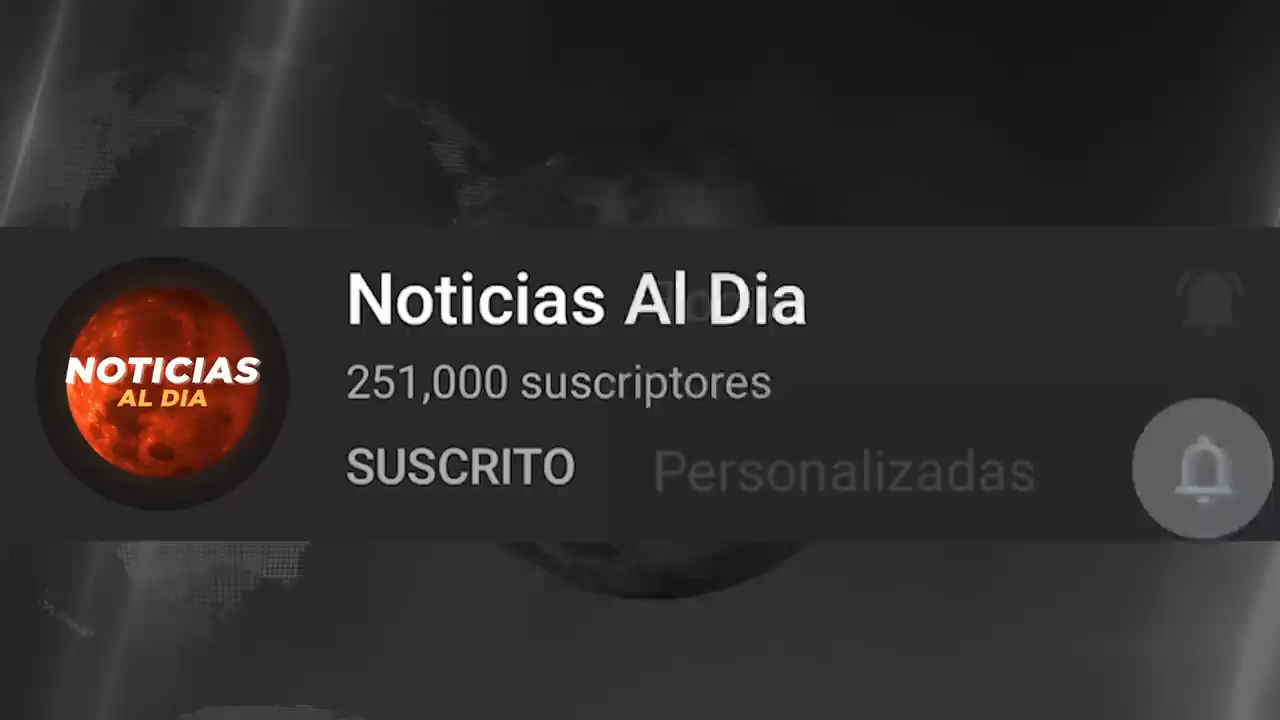 Noticias Al Dia
251,000 suscriptores
NOTICIAS
AL DIA
SUSCRITO
Personalizadas